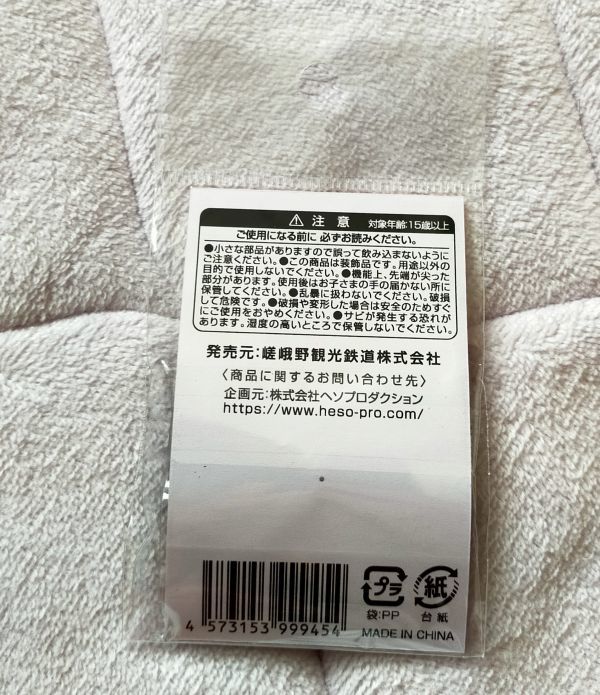 ⚠ 注意 対象年齢:15歳以上
ご使用になる前に 必ずお読みください。
●小さな部品がありますので誤って飲み込まないように
ご注意ください。●この商品は装飾品です。用途以外の
目的で使用しないでください。●機能上、先端が尖った
部分があります。使用後はお子さまの手の届かない所に
保管してください。●乱暴に扱わないでください。破損
して危険です。●破損や変形した場合は安全のためすぐ
にご使用をおやめください。●サビが発生する恐れが
あります。湿度の高いところで保管しないでください。
発売元:嵯峨野観光鉄道株式会社
〈商品に関するお問い合わせ先〉
企画元:株式会社ヘソプロダクション
https://www.heso-pro.com/
プラ
紙
袋:PP
台紙
4 573153 999454
MADE IN CHINA